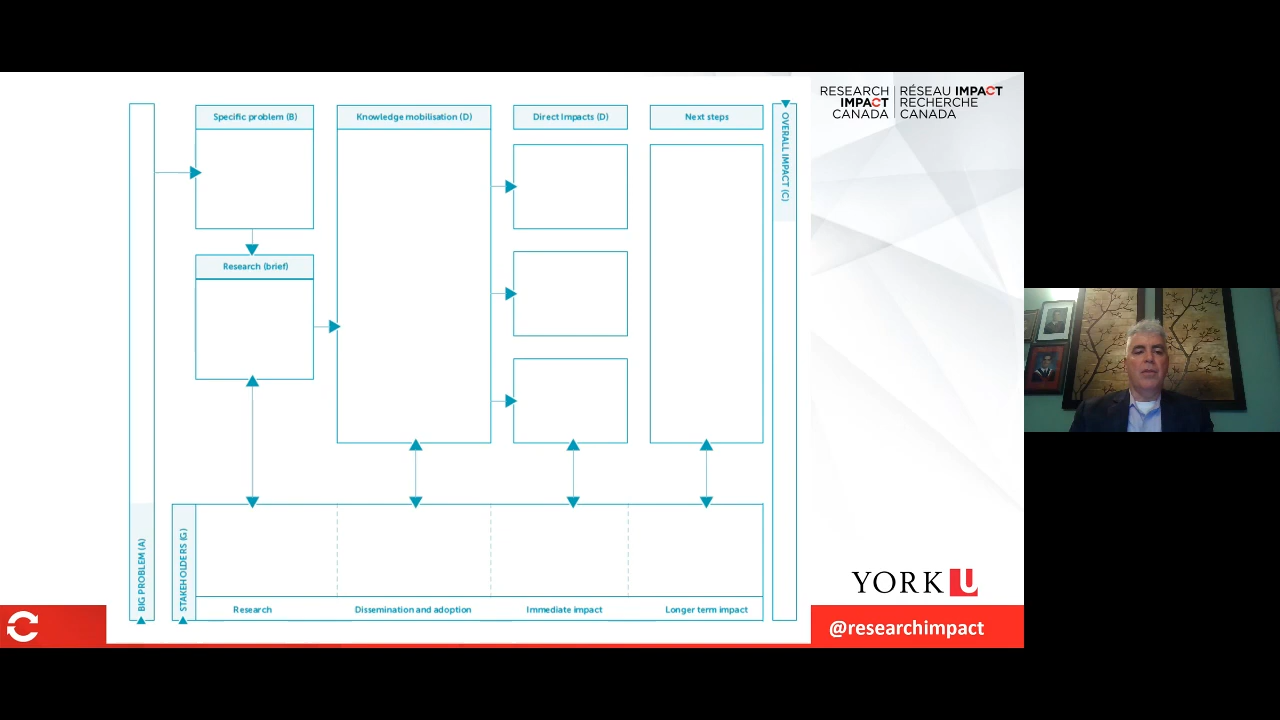 Specific problem (B)
Knowledge mobilisation (D)
Direct Impacts (D)
Next steps
OVERALL IMPACT (C)
Research (brief)
BIG PROBLEM (A)
STAKEHOLDERS (G)
Research
Dissemination and adoption
Immediate impact
Longer term impact
RESEARCH
IMPACT
CANADA
RÉSEAU IMPACT
RECHERCHE
CANADA
YORK U
@researchimpact